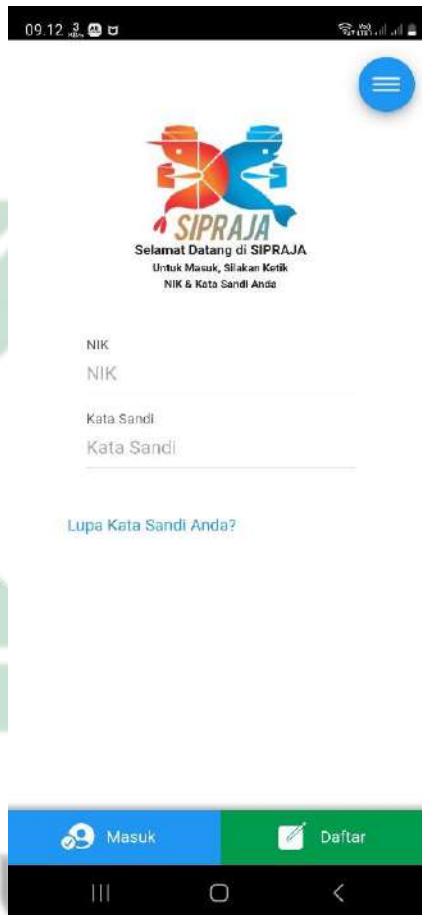 09.12
SIPRAJA
Selamat Datang di SIPRAJA
Untuk Masuk, Silakan Ketik
NIK & Kata Sandi Anda
NIK
NIK
Kata Sandi
Kata Sandi
Lupa Kata Sandi Anda?
Masuk
Daftar